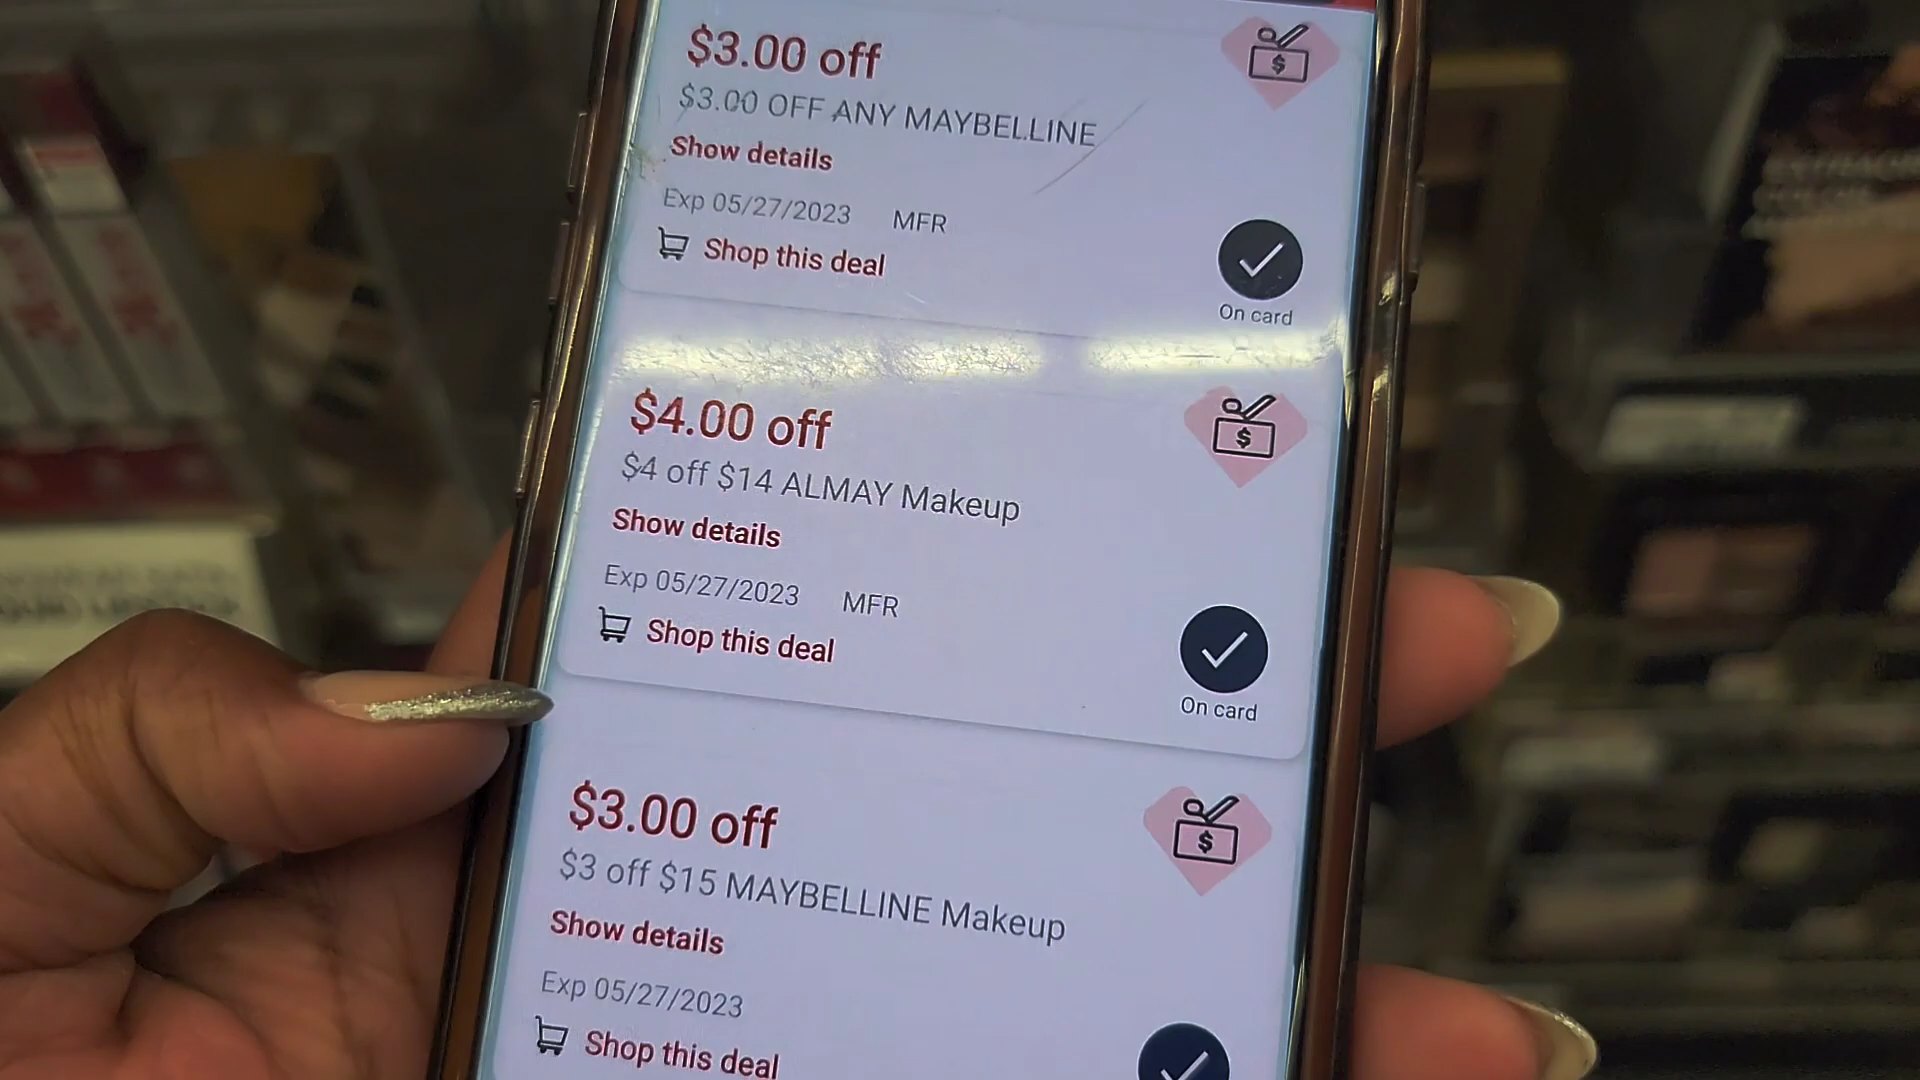 $3.00 off
$3.00 OFF ANY MAYBELLINE
Show details
Exp 05/27/2023 MFR
Shop this deal
On card
$4.00 off
$4 off $14 ALMAY Makeup
Show details
Exp 05/27/2023 MFR
Shop this deal
On card
$3.00 off
$3 off $15 MAYBELLINE Makeup
Show details
Exp 05/27/2023
Shop this deal